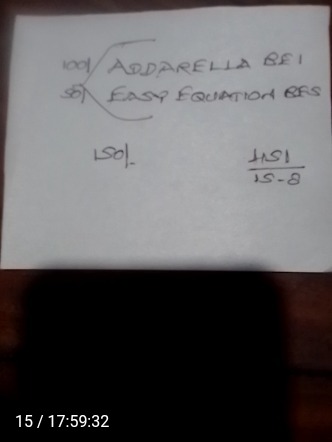 100/ ADDARELLA BEI
50/ EASY EQUATION BES
150/-
15-8
15 / 17:59:32